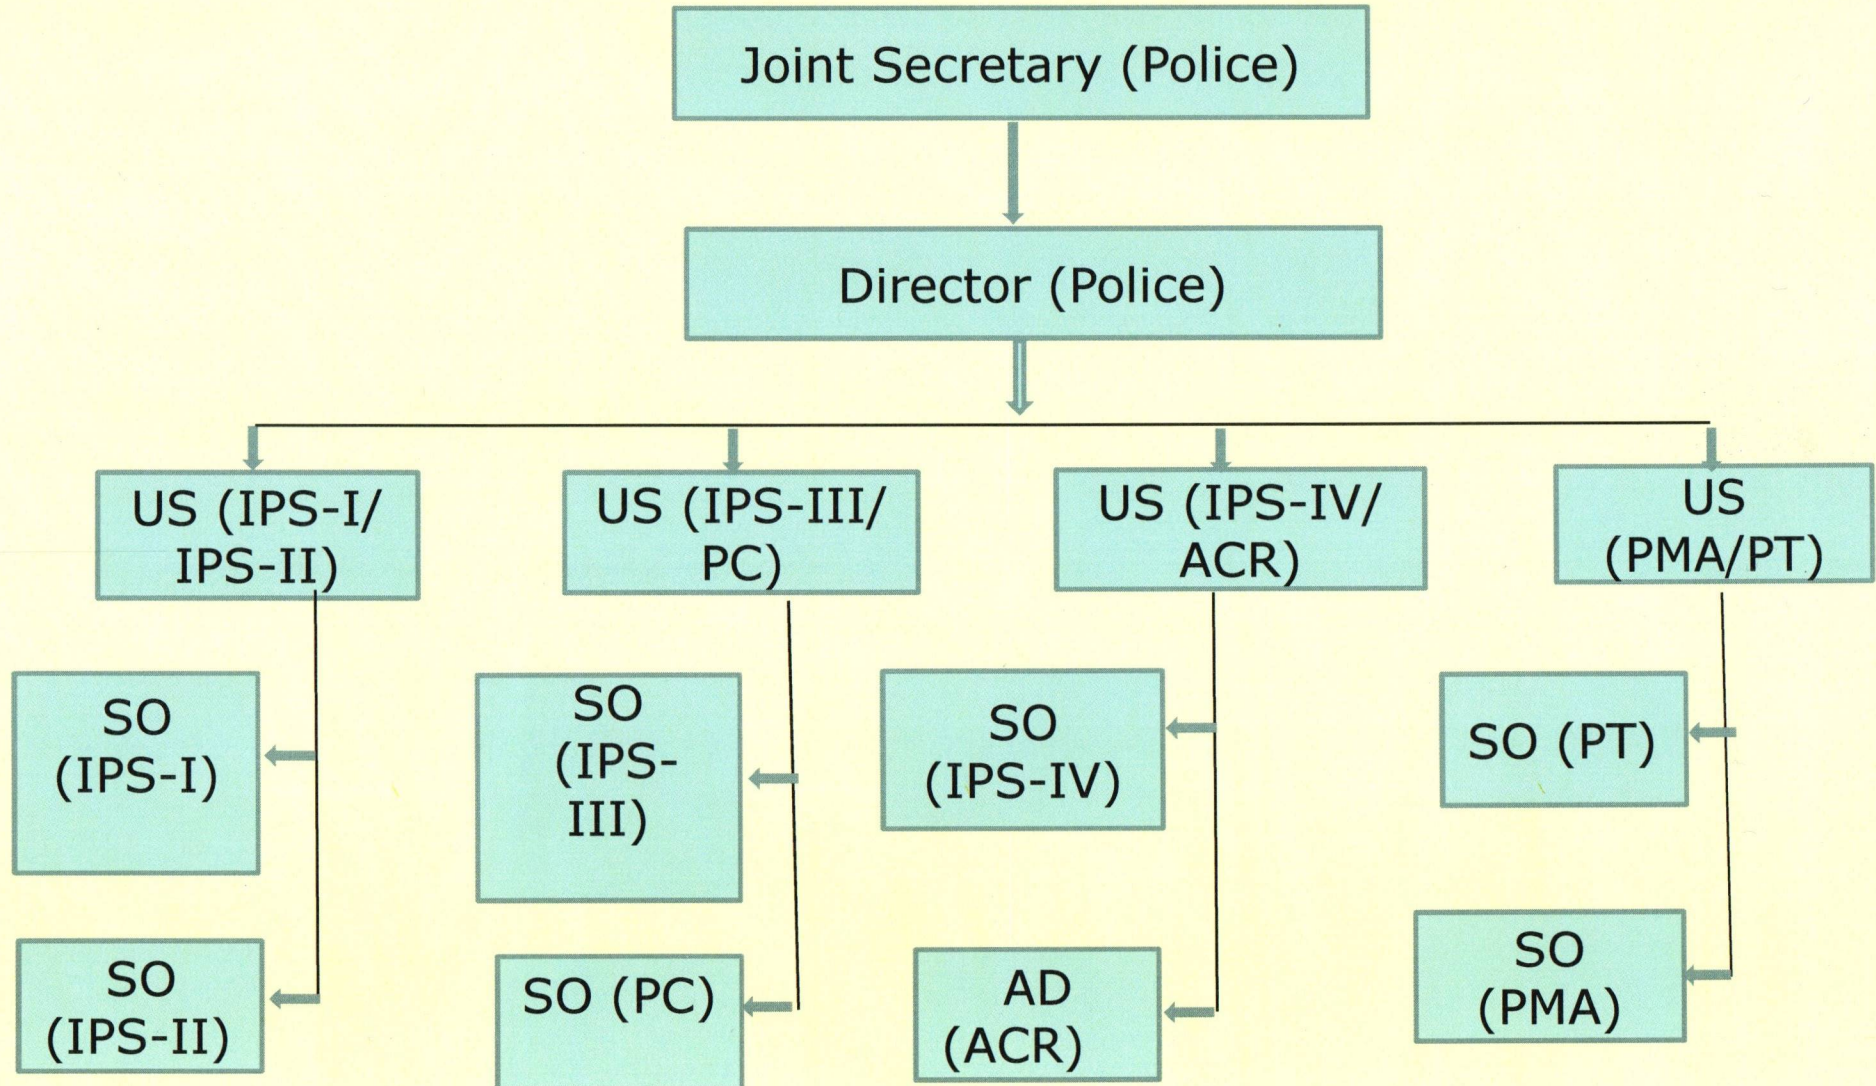 Joint Secretary (Police)
Director (Police)
US (IPS-I/
IPS-II)
US (IPS-III/
PC)
US (IPS-IV/
ACR)
US
(PMA/PT)
SO
(IPS-I)
SO
(IPS-
III)
SO
(IPS-IV)
SO (PT)
SO
(IPS-II)
SO (PC)
AD
(ACR)
SO
(PMA)